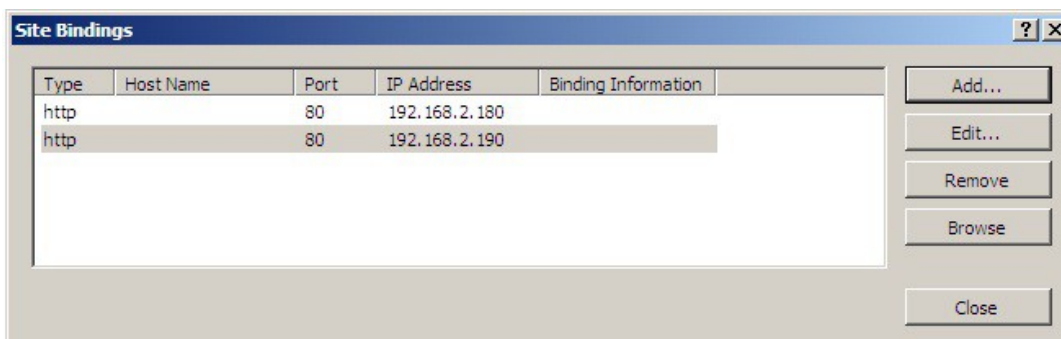 Site Bindings
Type Host Name Port IP Address Binding Information
http 80 192.168.2.180
http 80 192.168.2.190
Add...
Edit...
Remove
Browse
Close